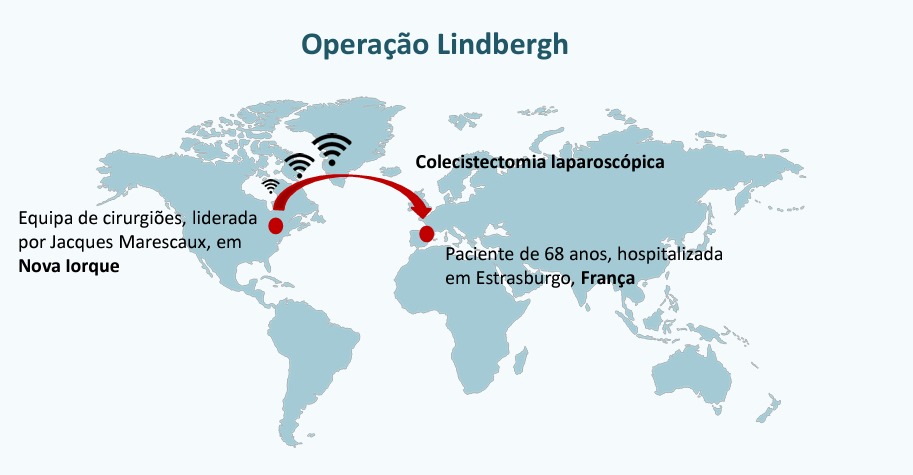 Operação Lindbergh
Colecistectomia laparoscópica
Equipa de cirurgiões, liderada
por Jacques Marescaux, em
Nova Iorque
Paciente de 68 anos, hospitalizada
em Estrasburgo, França